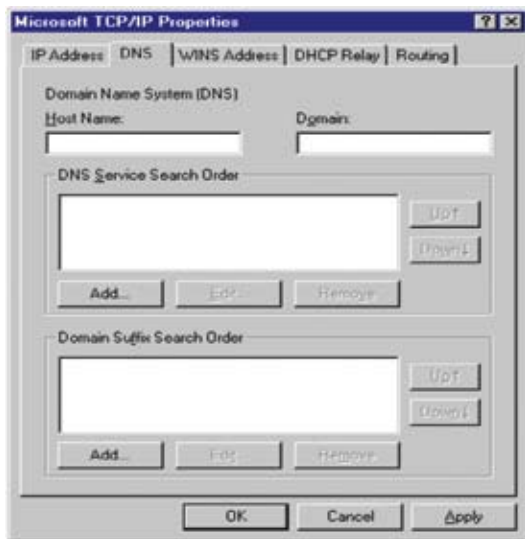 Microsoft TCP/IP Properties
IP Address DNS WINS Address DHCP Relay Routing
Domain Name System (DNS)
Host Name: Domain:
DNS Service Search Order
Up↑
Down↓
Add... Edit... Remove
Domain Suffix Search Order
Up↑
Down↓
Add... Edit... Remove
OK Cancel Apply